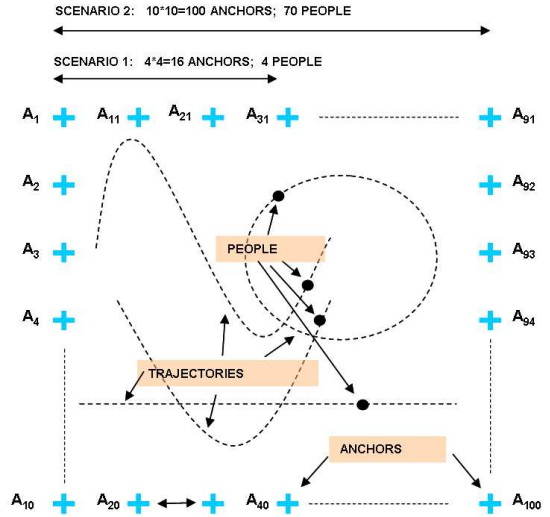 SCENARIO 2: 10*10=100 ANCHORS; 70 PEOPLE
SCENARIO 1: 4*4=16 ANCHORS; 4 PEOPLE
A1 A11 A21 A31 A91
A2 A92
A3 PEOPLE A93
A4 A94
TRAJECTORIES
ANCHORS
A10 A20 A40 A100